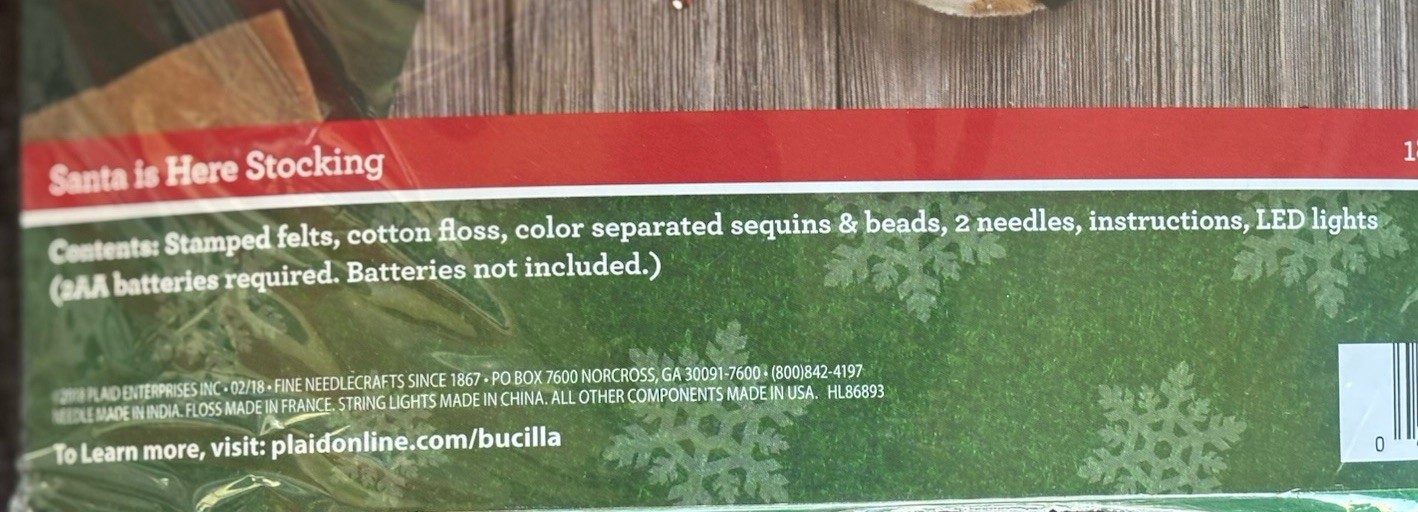 Santa is Here Stocking
Contents: Stamped felts, cotton floss, color separated sequins & beads, 2 needles, instructions, LED lights
(2AA batteries required. Batteries not included.)
©2018 PLAID ENTERPRISES INC • 02/18 • FINE NEEDLECRAFTS SINCE 1867 • PO BOX 7600 NORCROSS, GA 30091-7600 • (800)842-4197
NEEDLE MADE IN INDIA. FLOSS MADE IN FRANCE. STRING LIGHTS MADE IN CHINA. ALL OTHER COMPONENTS MADE IN USA. HL86893
To Learn more, visit: plaidonline.com/bucilla
0